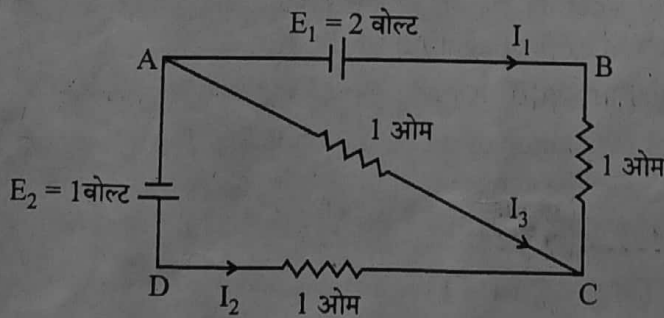 E₁ = 2 वोल्ट
I₁
A
B
1 ओम
1 ओम
E₂ = 1वोल्ट
I₃
D
I₂
1 ओम
C